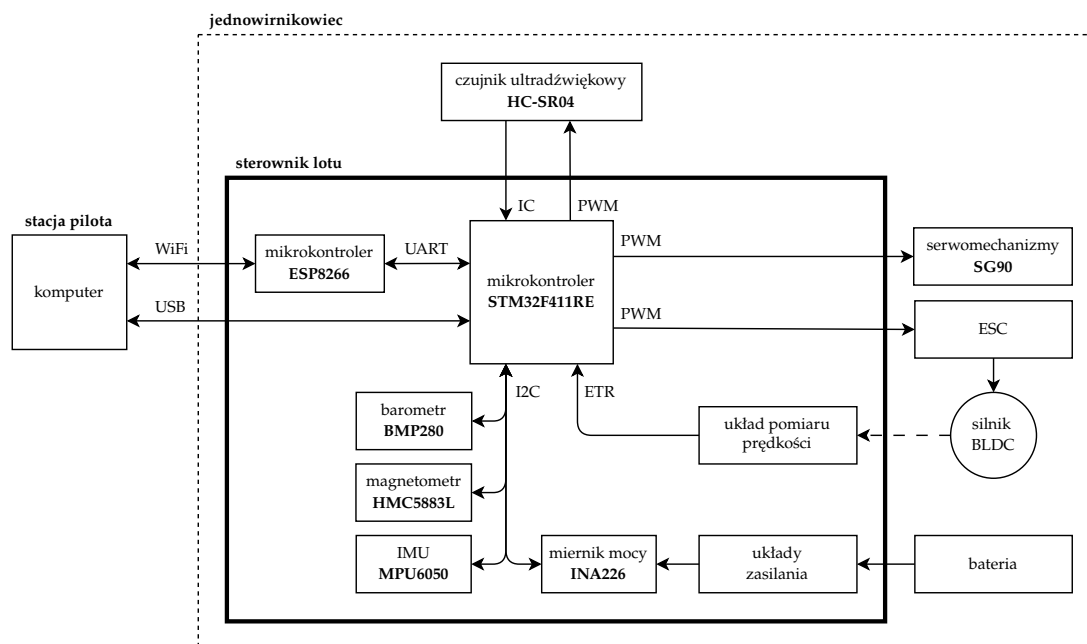 jednowirnikowiec
czujnik ultradźwiękowy
HC-SR04
sterownik lotu
IC
PWM
stacja pilota
komputer
WiFi
USB
mikrokontroler
ESP8266
UART
mikrokontroler
STM32F411RE
PWM
PWM
serwomechanizmy
SG90
ESC
silnik
BLDC
I2C
ETR
barometr
BMP280
układ pomiaru
prędkości
magnetometr
HMC5883L
IMU
MPU6050
miernik mocy
INA226
układy
zasilania
bateria